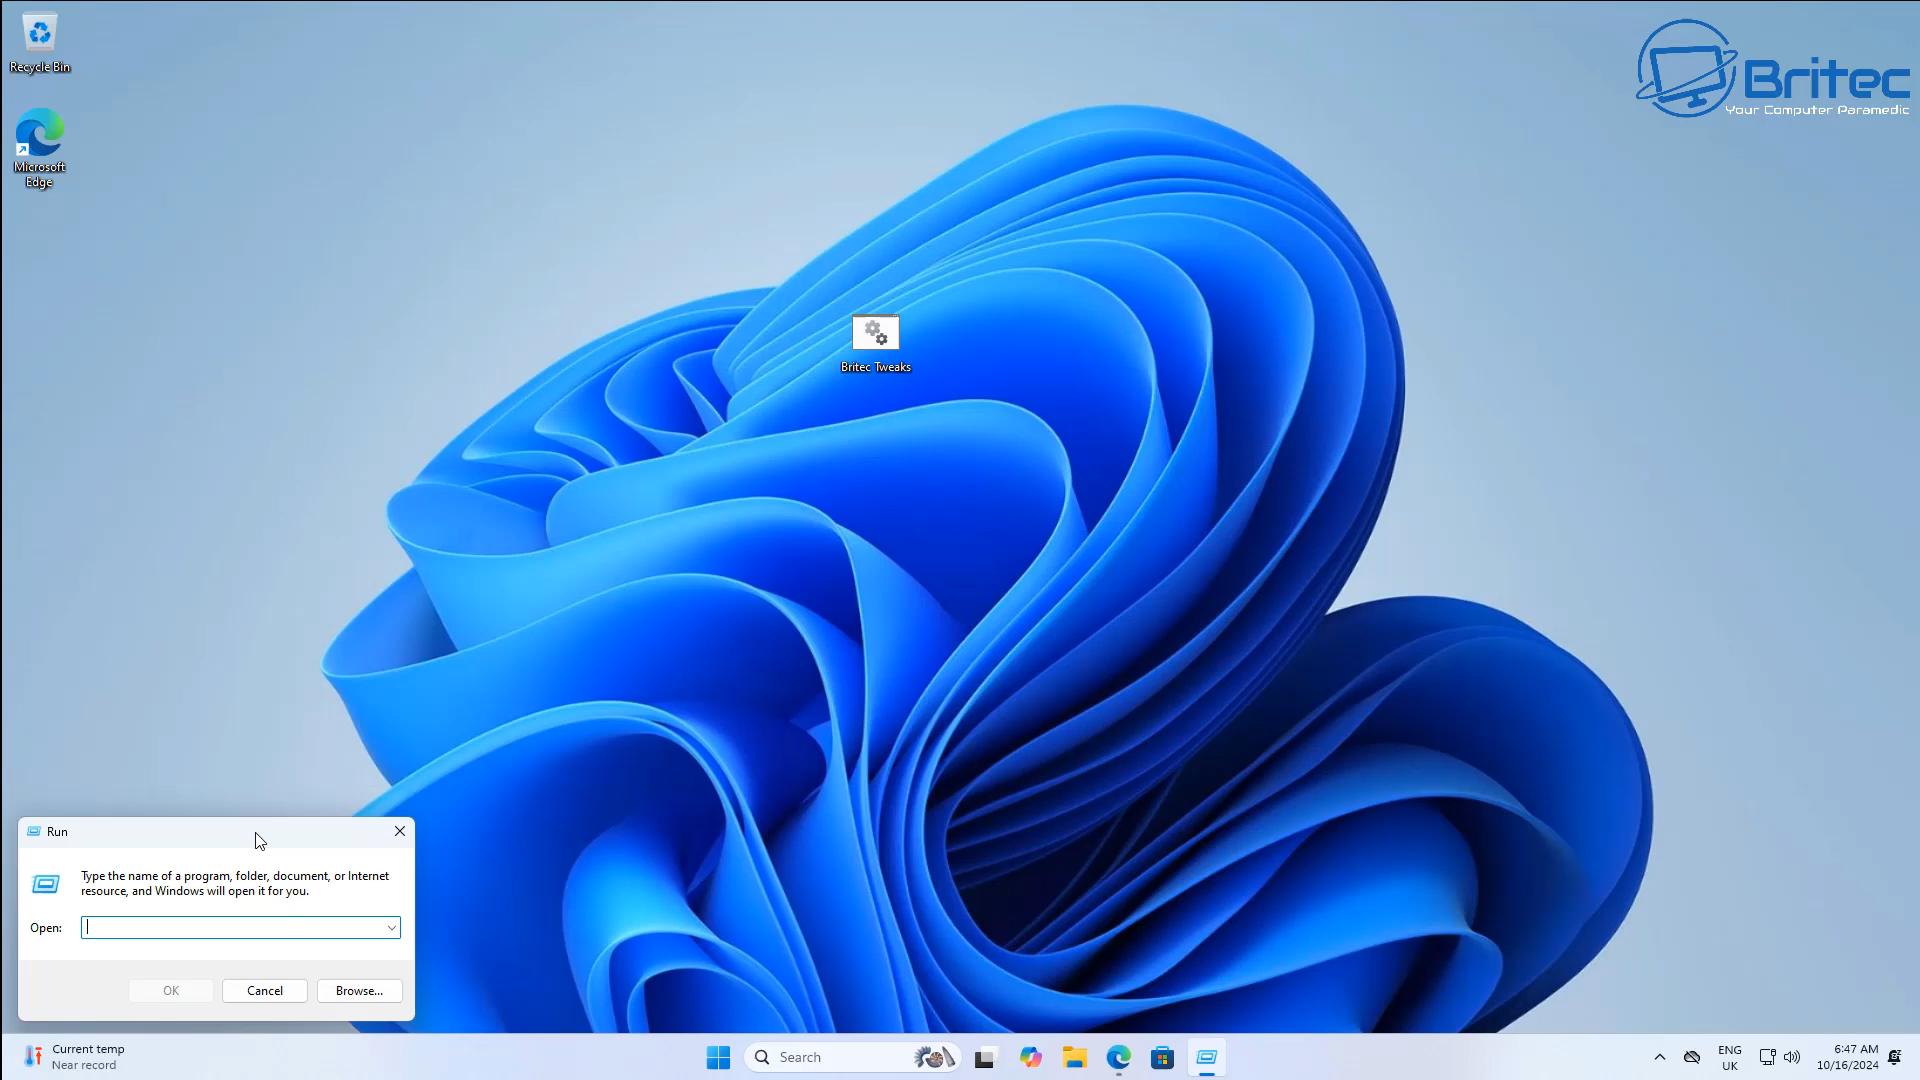 Recycle Bin
Microsoft
Edge
Britec
Your Computer Paramedic
Britec Tweaks
Run
Type the name of a program, folder, document, or Internet
resource, and Windows will open it for you.
Open:
OK
Cancel
Browse...
Current temp
Near record
Search
ENG
UK
6:47 AM
10/16/2024